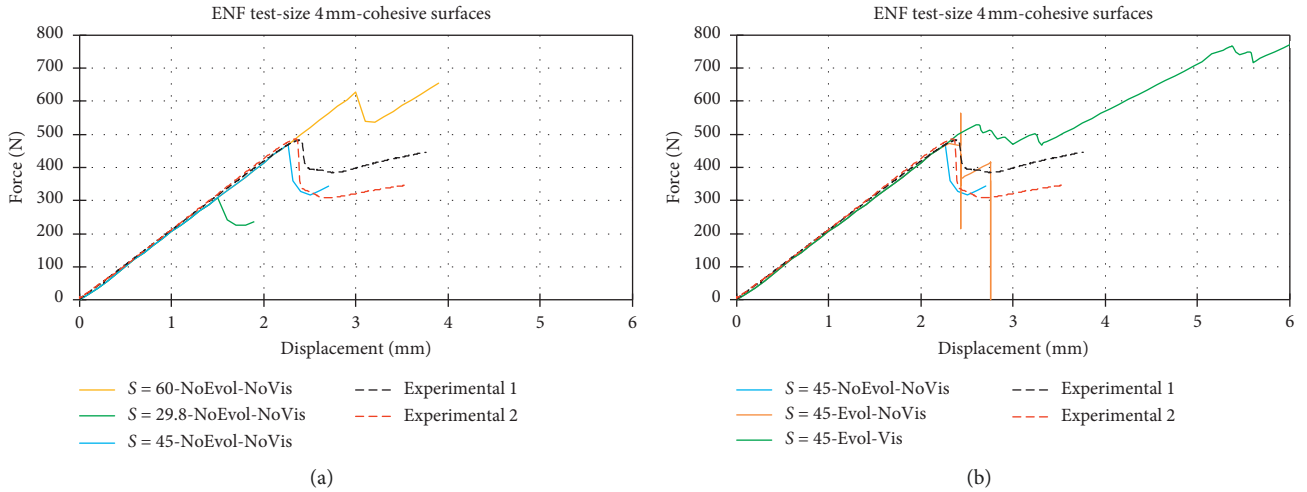 ENF test-size 4 mm-cohesive surfaces
800
700
600
500
400
300
200
100
0
Force (N)
0 1 2 3 4 5 6
Displacement (mm)
S = 60-NoEvol-NoVis
S = 29.8-NoEvol-NoVis
S = 45-NoEvol-NoVis
Experimental 1
Experimental 2
(a)
ENF test-size 4 mm-cohesive surfaces
800
700
600
500
400
300
200
100
0
Force (N)
0 1 2 3 4 5 6
Displacement (mm)
S = 45-NoEvol-NoVis
S = 45-Evol-NoVis
S = 45-Evol-Vis
Experimental 1
Experimental 2
(b)